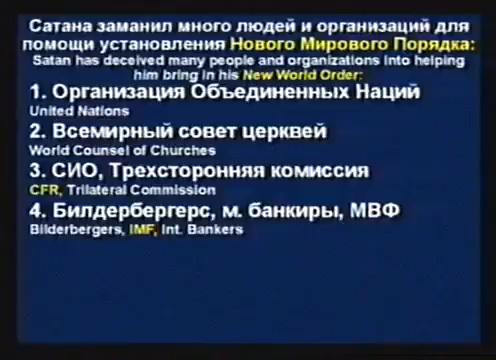 Сатана заманил много людей и организаций для
помощи установления Нового Мирового Порядка:
Satan has deceived many people and organizations into helping
him bring in his New World Order:
1. Организация Объединенных Наций
United Nations
2. Всемирный совет церквей
World Counsel of Churches
3. СИО, Трехсторонняя комиссия
CFR, Trilateral Commission
4. Билдербергерс, м. банкиры, МВФ
Bilderbergers, IMF, Int. Bankers